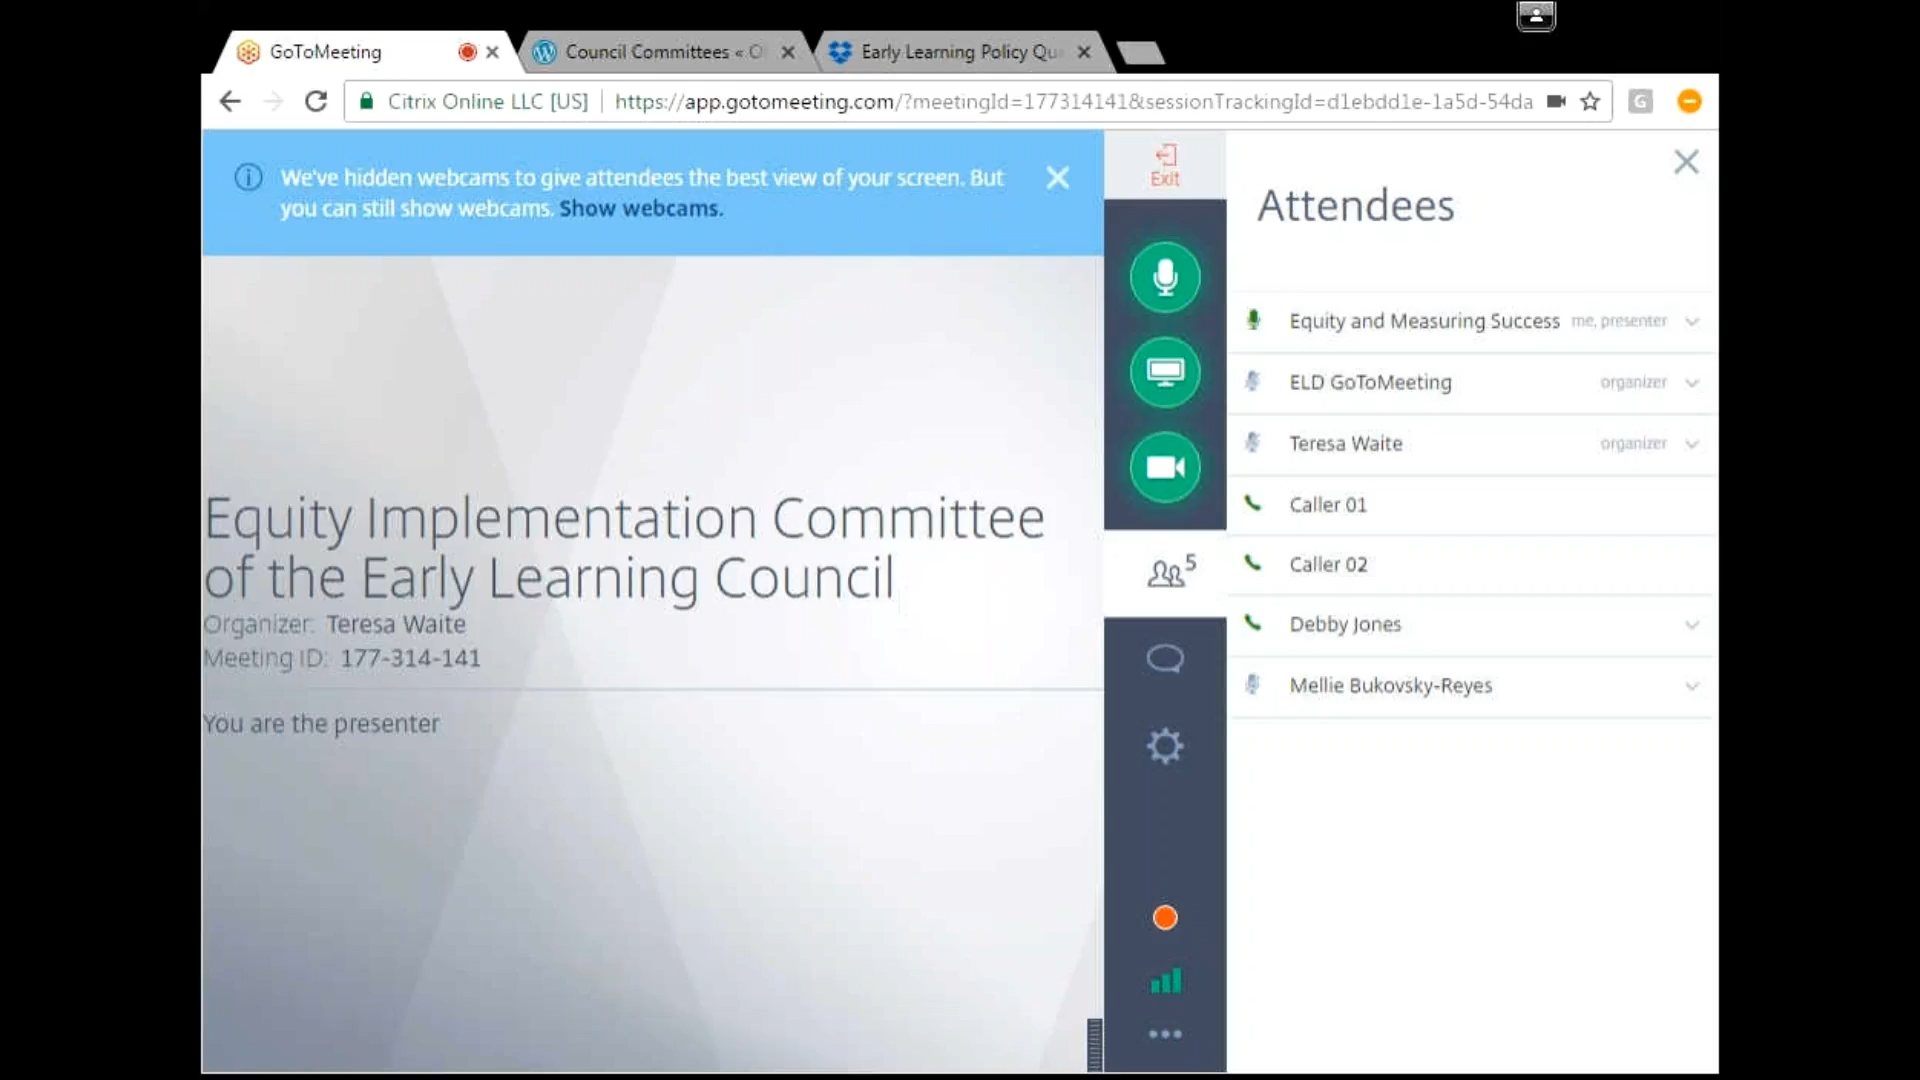 GoToMeeting
Council Committees « O
Early Learning Policy Qu
Citrix Online LLC [US]
https://app.gotomeeting.com/?meetingId=177314141&sessionTrackingId=d1ebdd1e-1a5d-54da
G
We've hidden webcams to give attendees the best view of your screen. But
you can still show webcams. Show webcams.
Exit
Attendees
Equity and Measuring Success me, presenter
ELD GoToMeeting organizer
Teresa Waite organizer
Caller 01
Caller 02
Debby Jones
Mellie Bukovsky-Reyes
5
Equity Implementation Committee
of the Early Learning Council
Organizer: Teresa Waite
Meeting ID: 177-314-141
You are the presenter